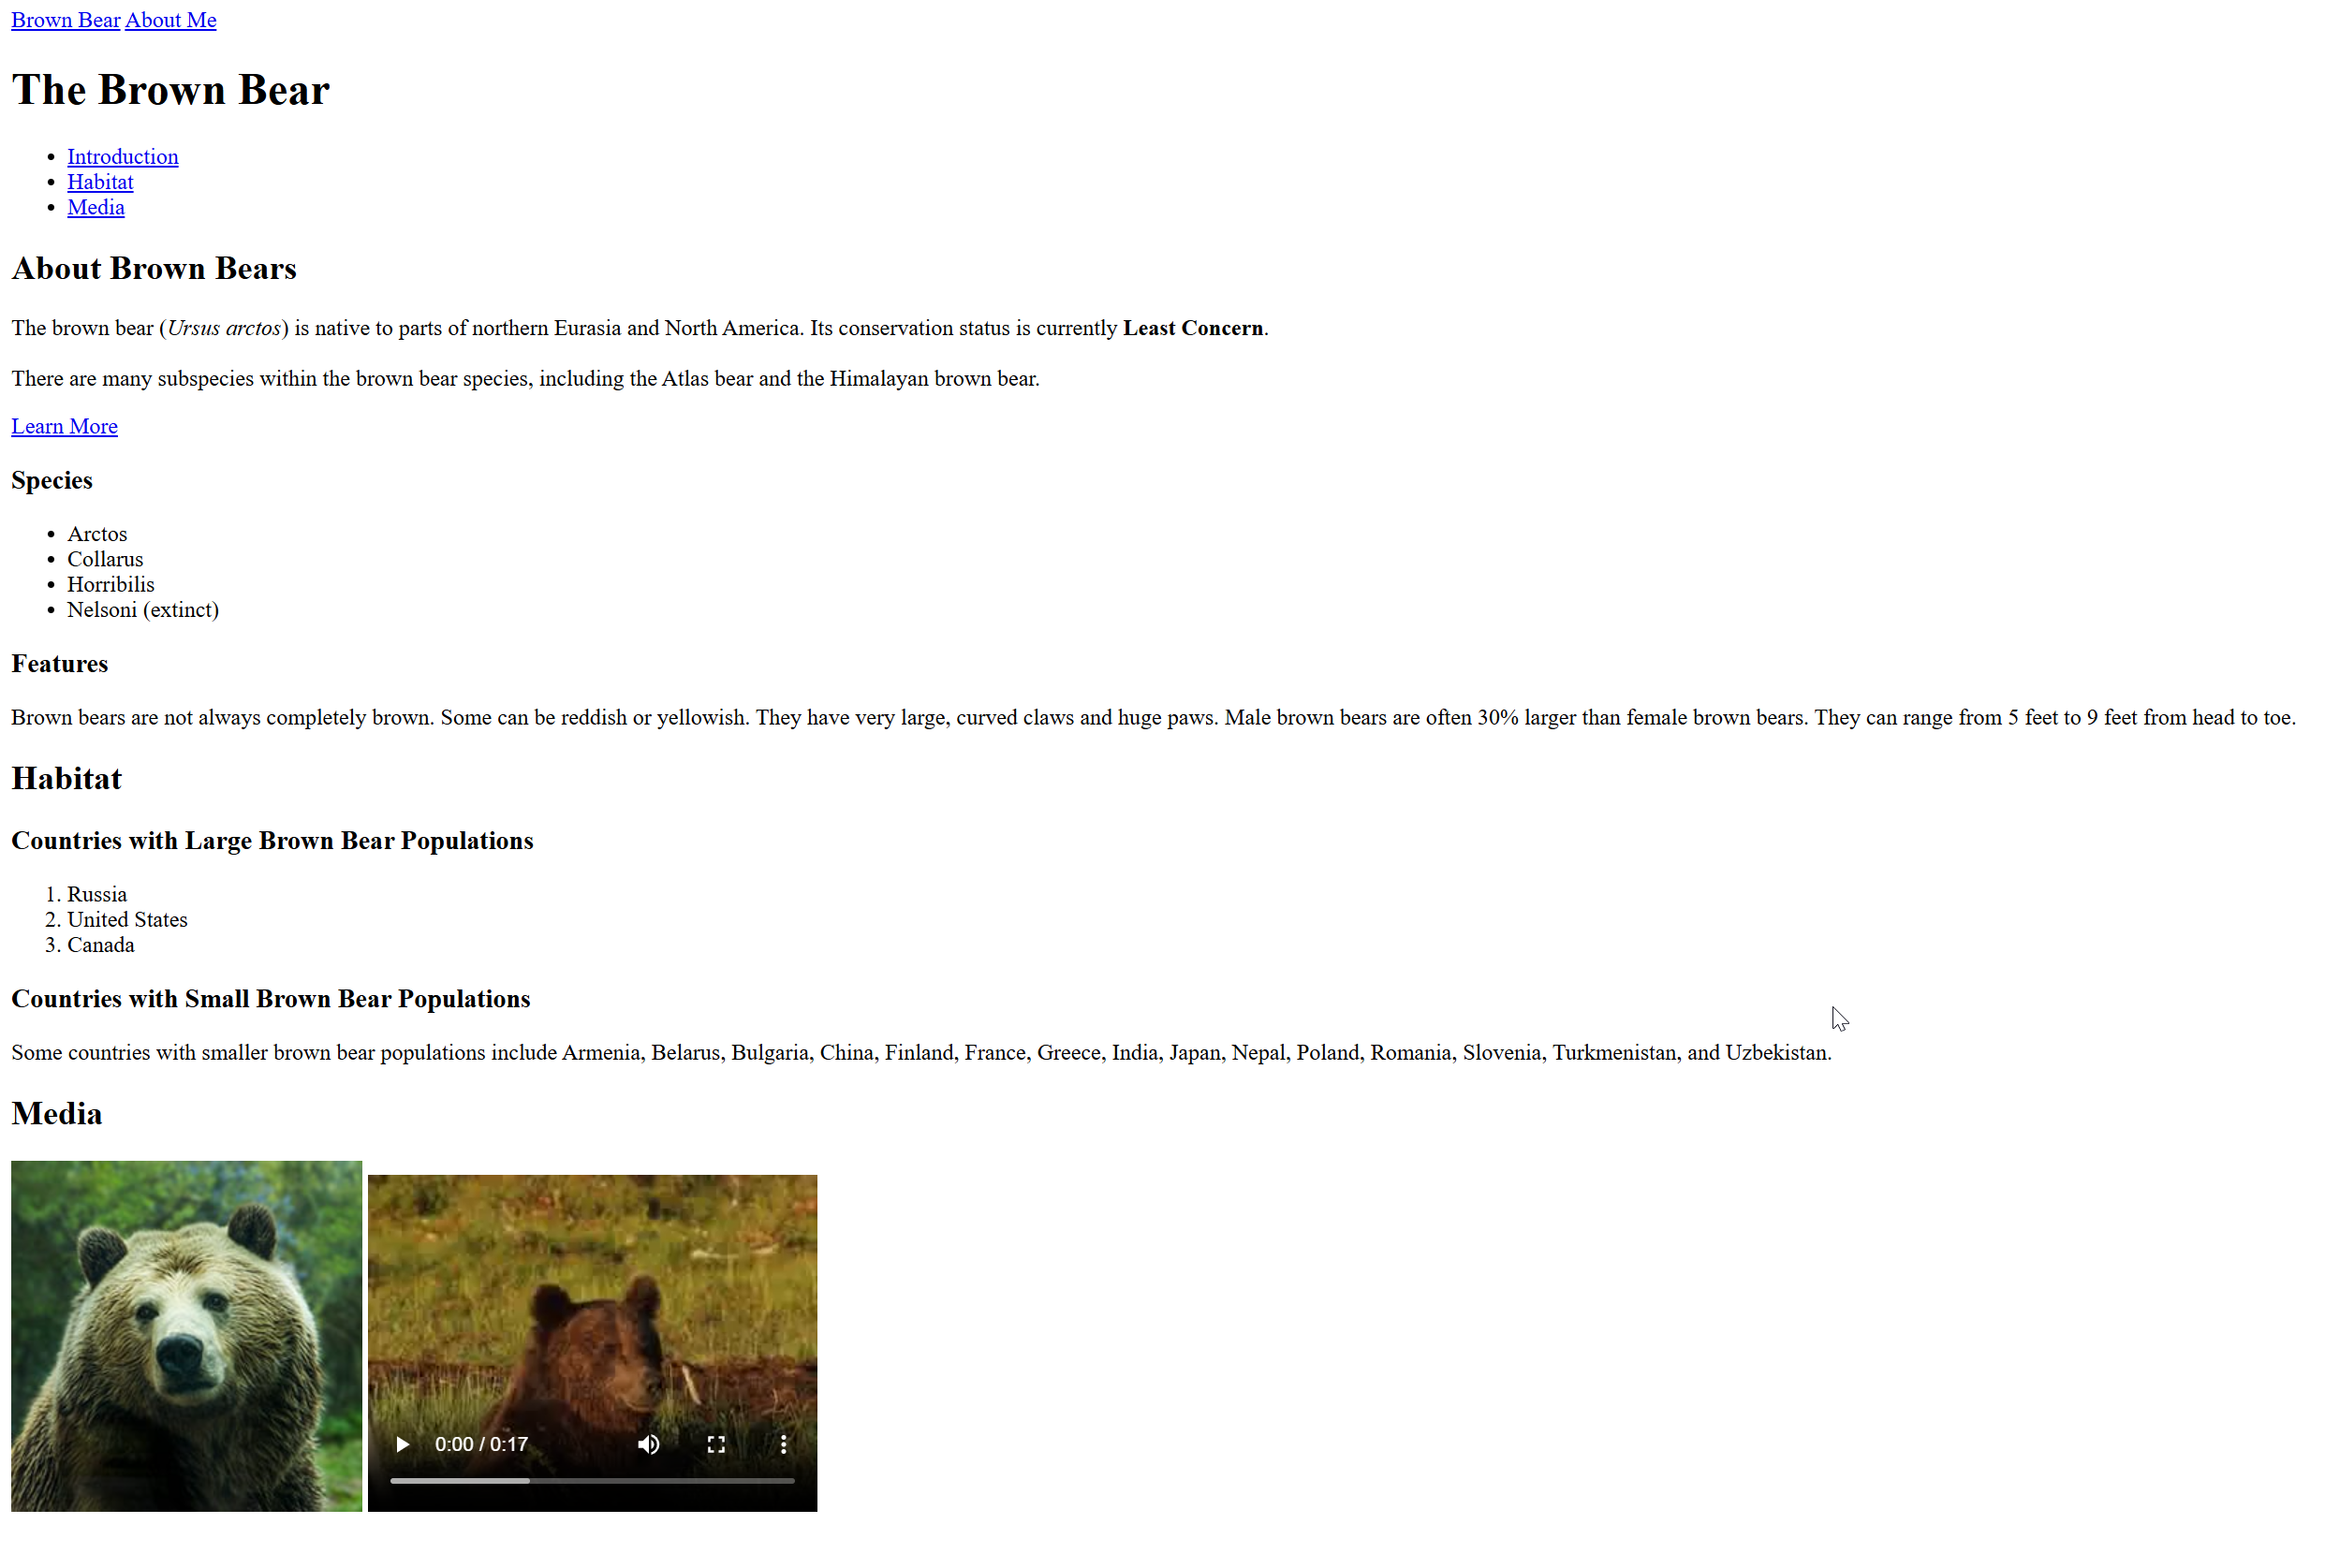 Brown Bear About Me
The Brown Bear
• Introduction
• Habitat
• Media
About Brown Bears
The brown bear (Ursus arctos) is native to parts of northern Eurasia and North America. Its conservation status is currently Least Concern.
There are many subspecies within the brown bear species, including the Atlas bear and the Himalayan brown bear.
Learn More
Species
• Arctos
• Collarus
• Horribilis
• Nelsoni (extinct)
Features
Brown bears are not always completely brown. Some can be reddish or yellowish. They have very large, curved claws and huge paws. Male brown bears are often 30% larger than female brown bears. They can range from 5 feet to 9 feet from head to toe.
Habitat
Countries with Large Brown Bear Populations
1. Russia
2. United States
3. Canada
Countries with Small Brown Bear Populations
Some countries with smaller brown bear populations include Armenia, Belarus, Bulgaria, China, Finland, France, Greece, India, Japan, Nepal, Poland, Romania, Slovenia, Turkmenistan, and Uzbekistan.
Media
0:00 / 0:17